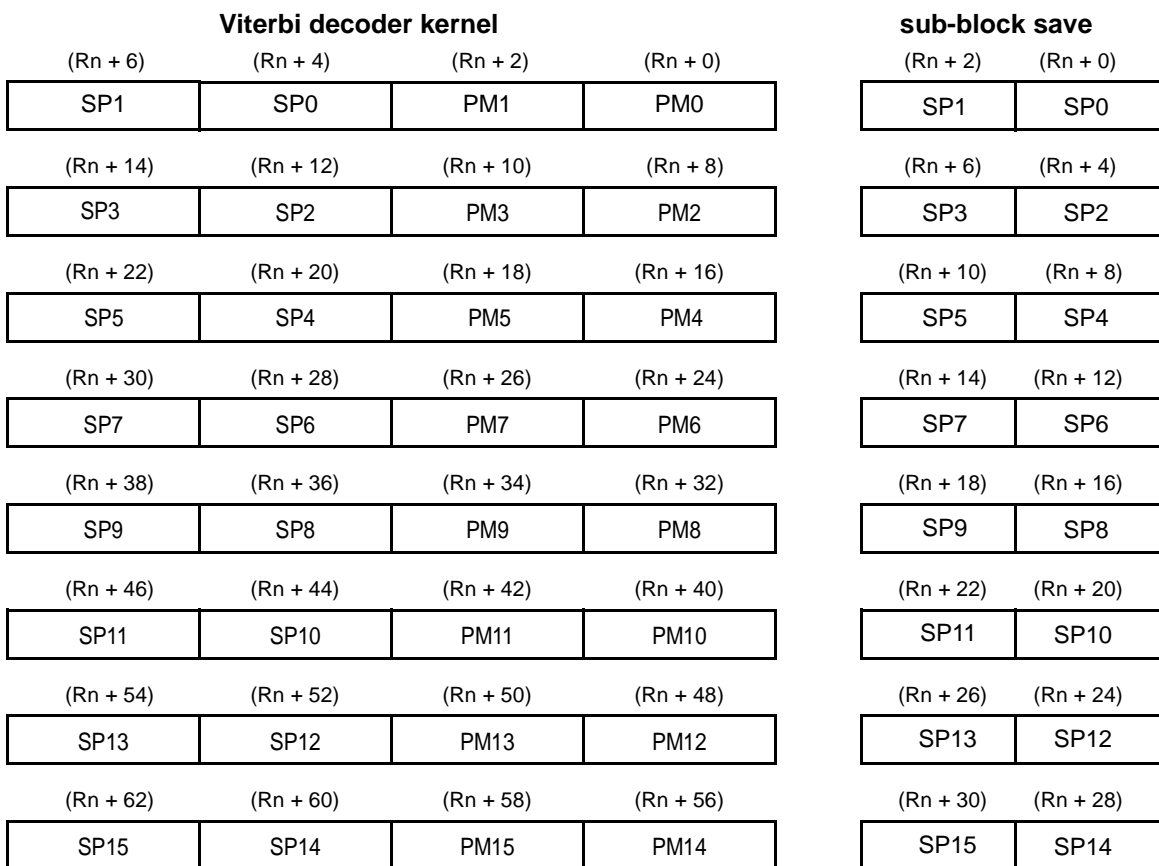 Viterbi decoder kernel sub-block save
(Rn + 6) (Rn + 4) (Rn + 2) (Rn + 0) (Rn + 2) (Rn + 0)
SP1 SP0 PM1 PM0 SP1 SP0
(Rn + 14) (Rn + 12) (Rn + 10) (Rn + 8) (Rn + 6) (Rn + 4)
SP3 SP2 PM3 PM2 SP3 SP2
(Rn + 22) (Rn + 20) (Rn + 18) (Rn + 16) (Rn + 10) (Rn + 8)
SP5 SP4 PM5 PM4 SP5 SP4
(Rn + 30) (Rn + 28) (Rn + 26) (Rn + 24) (Rn + 14) (Rn + 12)
SP7 SP6 PM7 PM6 SP7 SP6
(Rn + 38) (Rn + 36) (Rn + 34) (Rn + 32) (Rn + 18) (Rn + 16)
SP9 SP8 PM9 PM8 SP9 SP8
(Rn + 46) (Rn + 44) (Rn + 42) (Rn + 40) (Rn + 22) (Rn + 20)
SP11 SP10 PM11 PM10 SP11 SP10
(Rn + 54) (Rn + 52) (Rn + 50) (Rn + 48) (Rn + 26) (Rn + 24)
SP13 SP12 PM13 PM12 SP13 SP12
(Rn + 62) (Rn + 60) (Rn + 58) (Rn + 56) (Rn + 30) (Rn + 28)
SP15 SP14 PM15 PM14 SP15 SP14